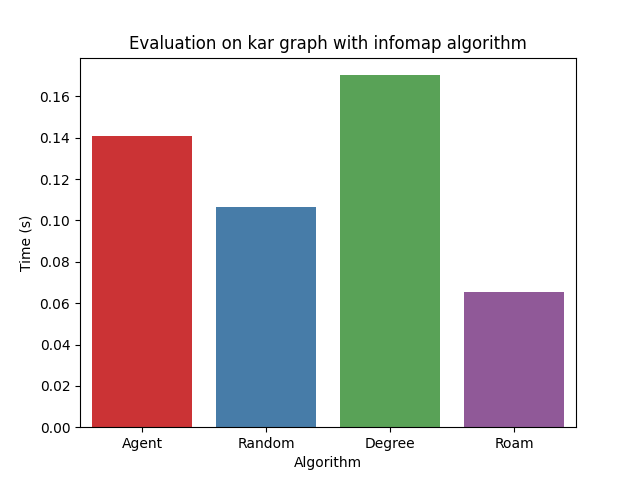 Evaluation on kar graph with infomap algorithm
Time (s)
0.16
0.14
0.12
0.10
0.08
0.06
0.04
0.02
0.00
Agent Random Degree Roam
Algorithm